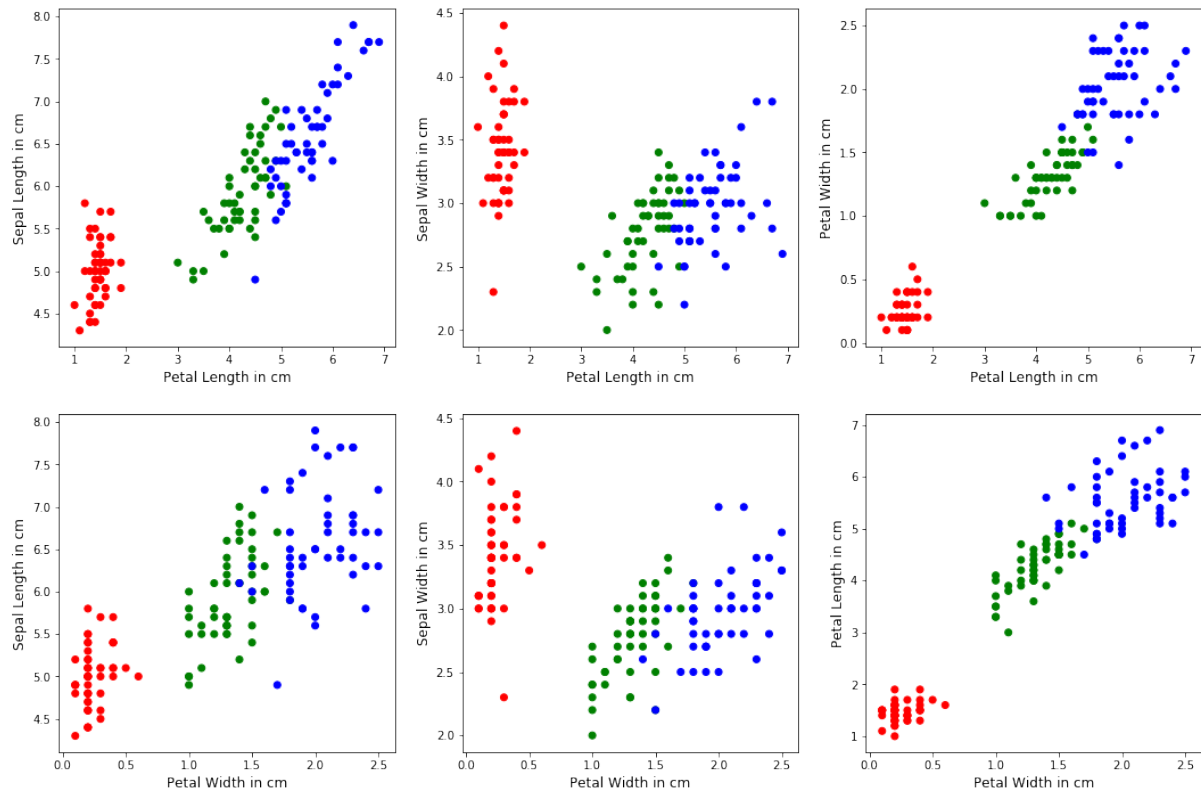 8.0
7.5
7.0
6.5
6.0
5.5
5.0
4.5
Sepal Length in cm
1 2 3 4 5 6 7
Petal Length in cm
4.5
4.0
3.5
3.0
2.5
2.0
Sepal Width in cm
1 2 3 4 5 6 7
Petal Length in cm
2.5
2.0
1.5
1.0
0.5
0.0
Petal Width in cm
1 2 3 4 5 6 7
Petal Length in cm
8.0
7.5
7.0
6.5
6.0
5.5
5.0
4.5
Sepal Length in cm
0.0 0.5 1.0 1.5 2.0 2.5
Petal Width in cm
4.5
4.0
3.5
3.0
2.5
2.0
Sepal Width in cm
0.0 0.5 1.0 1.5 2.0 2.5
Petal Width in cm
7
6
5
4
3
2
1
Petal Length in cm
0.0 0.5 1.0 1.5 2.0 2.5
Petal Width in cm